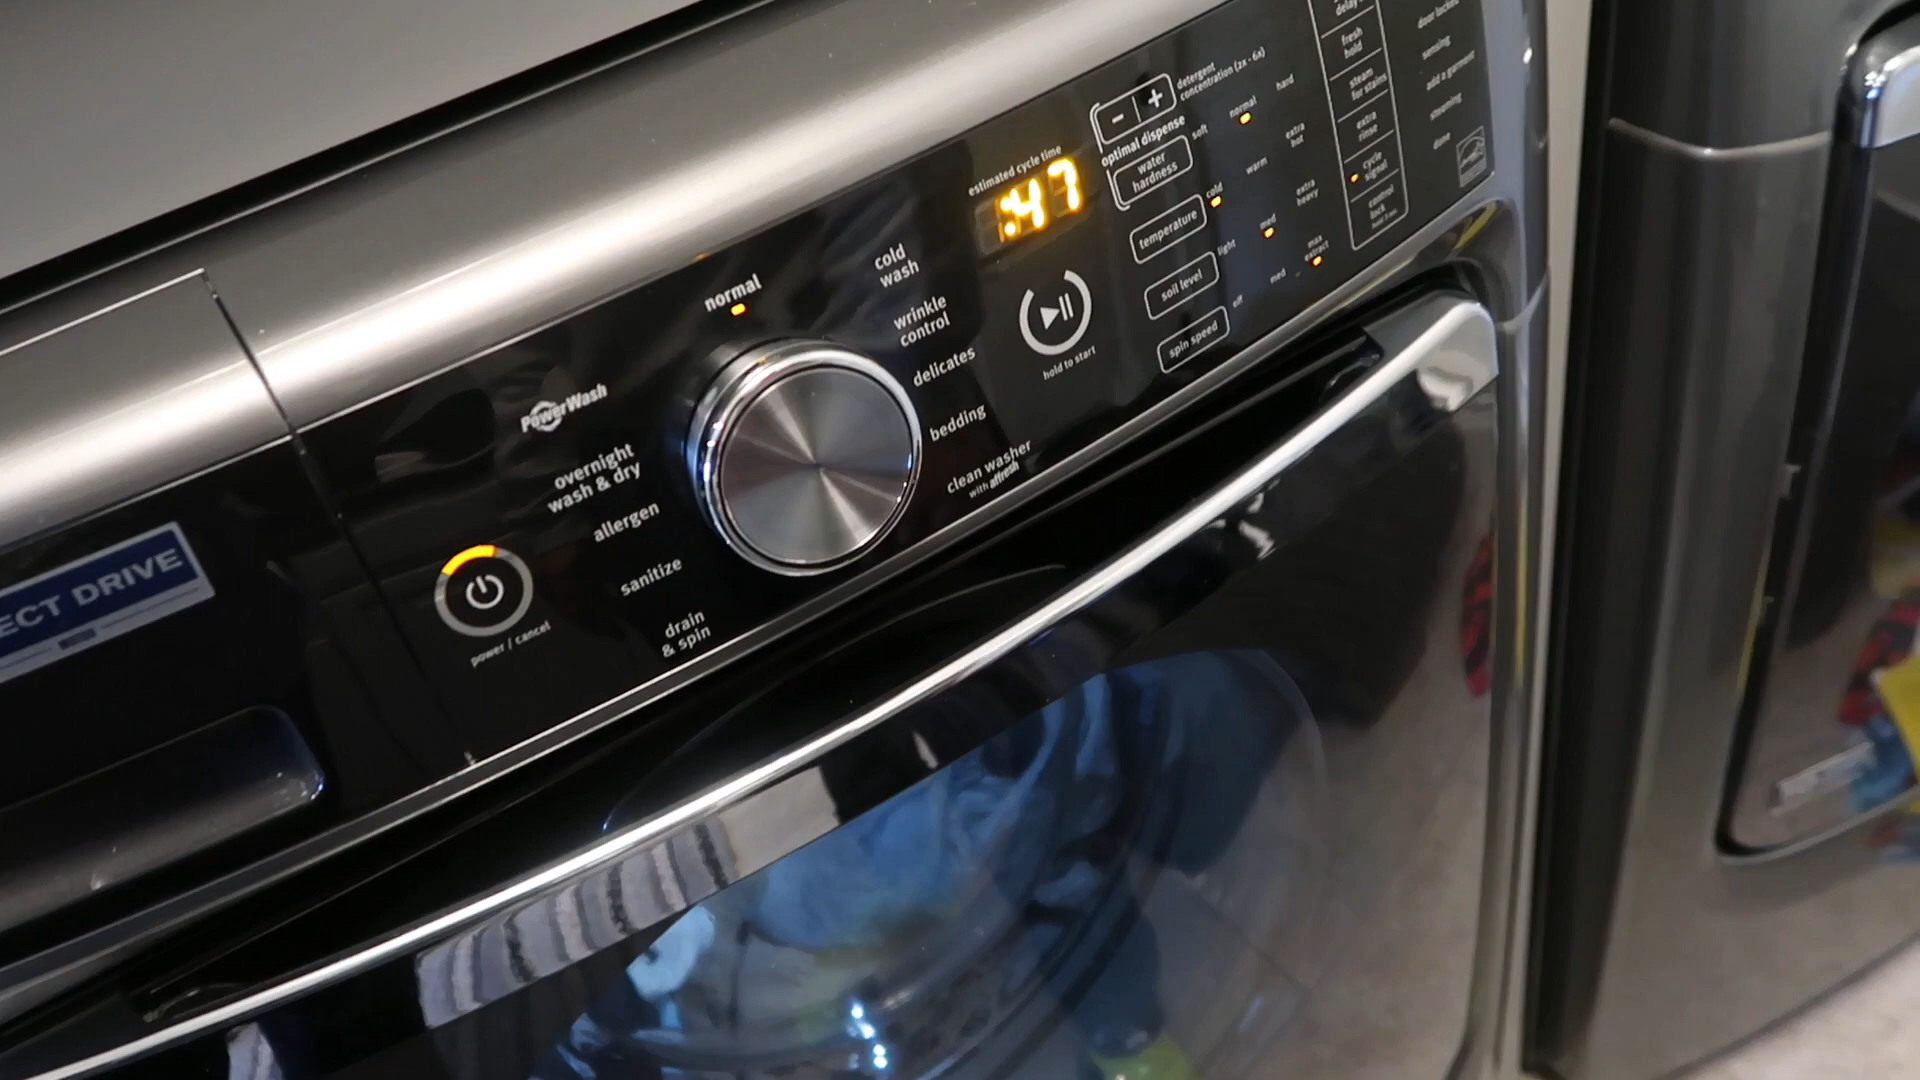 ECT DRIVE
power / cancel
PowerWash
overnight
wash & dry
allergen
sanitize
drain
& spin
normal
cold
wash
wrinkle
control
delicates
bedding
clean washer
with affresh
estimated cycle time
:47
hold to start
- +
detergent
concentration (2x - 6x)
optimal dispense
water
hardness
soft
normal
hard
temperature
cold
warm
extra
hot
soil level
light
med
extra
heavy
spin speed
off
med
max
extract
delay
fresh
hold
steam
for stains
extra
rinse
cycle
signal
control
lock
door locked
sensing
add a garment
steaming
done